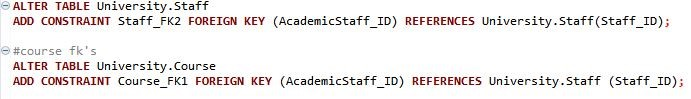 ALTER TABLE University.Staff
ADD CONSTRAINT Staff_FK2 FOREIGN KEY (AcademicStaff_ID) REFERENCES University.Staff(Staff_ID);
#course fk's
ALTER TABLE University.Course
ADD CONSTRAINT Course_FK1 FOREIGN KEY (AcademicStaff_ID) REFERENCES University.Staff (Staff_ID);